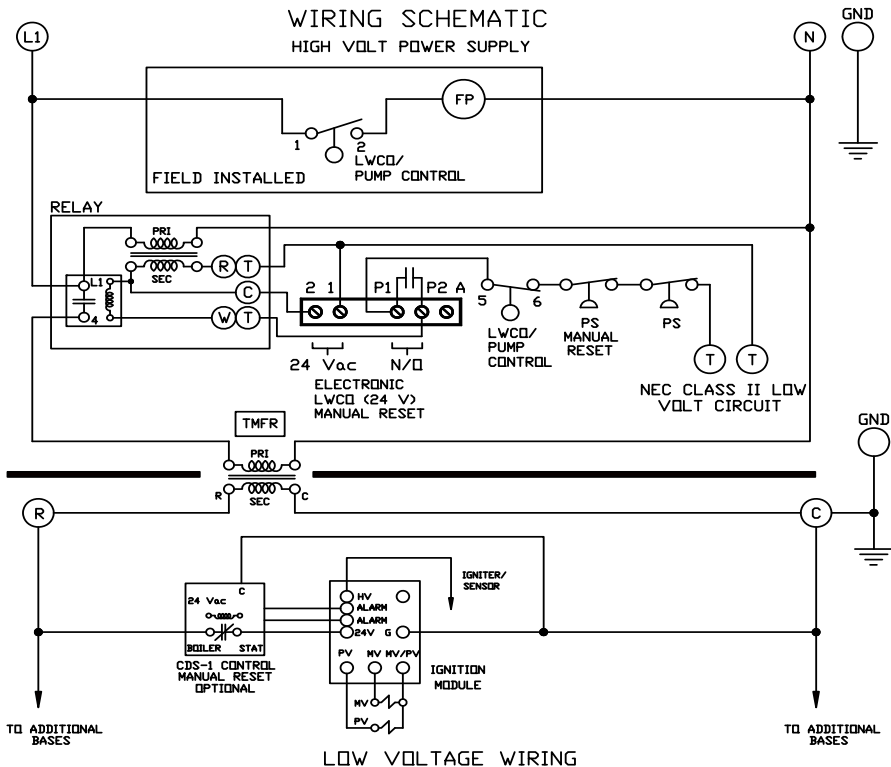 WIRING SCHEMATIC
HIGH VOLT POWER SUPPLY
GND
L1
N
FP
1
2
LWCO/
PUMP CONTROL
FIELD INSTALLED
RELAY
PRI
SEC
R T
L1
C
4
W T
2 1
P1
P2 A
5
6
LWCO/
PUMP
CONTROL
PS
MANUAL
RESET
PS
24 Vac
N/O
ELECTRONIC
LWCO (24 V)
MANUAL RESET
T
T
NEC CLASS II LOW
VOLT CIRCUIT
TMFR
GND
PRI
R
SEC
C
R
C
C
24 Vac
BOILER STAT
CDS-1 CONTROL
MANUAL RESET
OPTIONAL
IGNITER/
SENSOR
HV
ALARM
ALARM
24V G
PV MV MV/PV
IGNITION
MODULE
MV
PV
TO ADDITIONAL
BASES
TO ADDITIONAL
BASES
LOW VOLTAGE WIRING